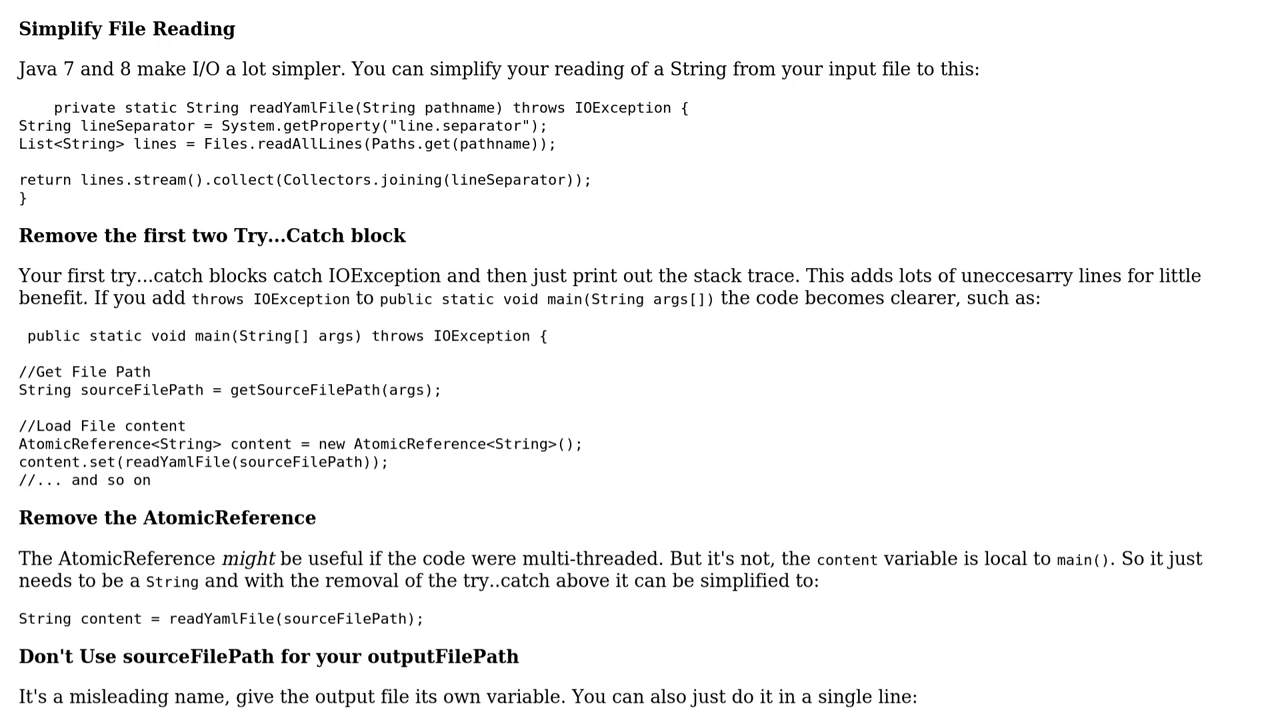 Simplify File Reading
Java 7 and 8 make I/O a lot simpler. You can simplify your reading of a String from your input file to this:
    private static String readYamlFile(String pathname) throws IOException {
String lineSeparator = System.getProperty("line.separator");
List<String> lines = Files.readAllLines(Paths.get(pathname));
return lines.stream().collect(Collectors.joining(lineSeparator));
}
Remove the first two Try...Catch block
Your first try...catch blocks catch IOException and then just print out the stack trace. This adds lots of uneccesarry lines for little
benefit. If you add throws IOException to public static void main(String args[]) the code becomes clearer, such as:
 public static void main(String[] args) throws IOException {
//Get File Path
String sourceFilePath = getSourceFilePath(args);
//Load File content
AtomicReference<String> content = new AtomicReference<String>();
content.set(readYamlFile(sourceFilePath));
//... and so on
Remove the AtomicReference
The AtomicReference might be useful if the code were multi-threaded. But it's not, the content variable is local to main(). So it just
needs to be a String and with the removal of the try..catch above it can be simplified to:
String content = readYamlFile(sourceFilePath);
Don't Use sourceFilePath for your outputFilePath
It's a misleading name, give the output file its own variable. You can also just do it in a single line: